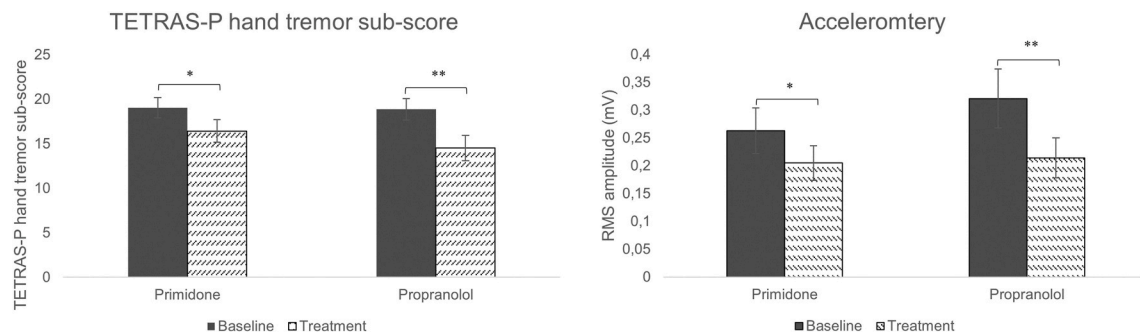 TETRAS-P hand tremor sub-score
TETRAS-P hand tremor sub-score
25
20
15
10
5
0
*
**
Primidone
Propranolol
Baseline
Treatment
Acceleromtery
RMS amplitude (mV)
0,4
0,35
0,3
0,25
0,2
0,15
0,1
0,05
0
*
**
Primidone
Propranolol
Baseline
Treatment